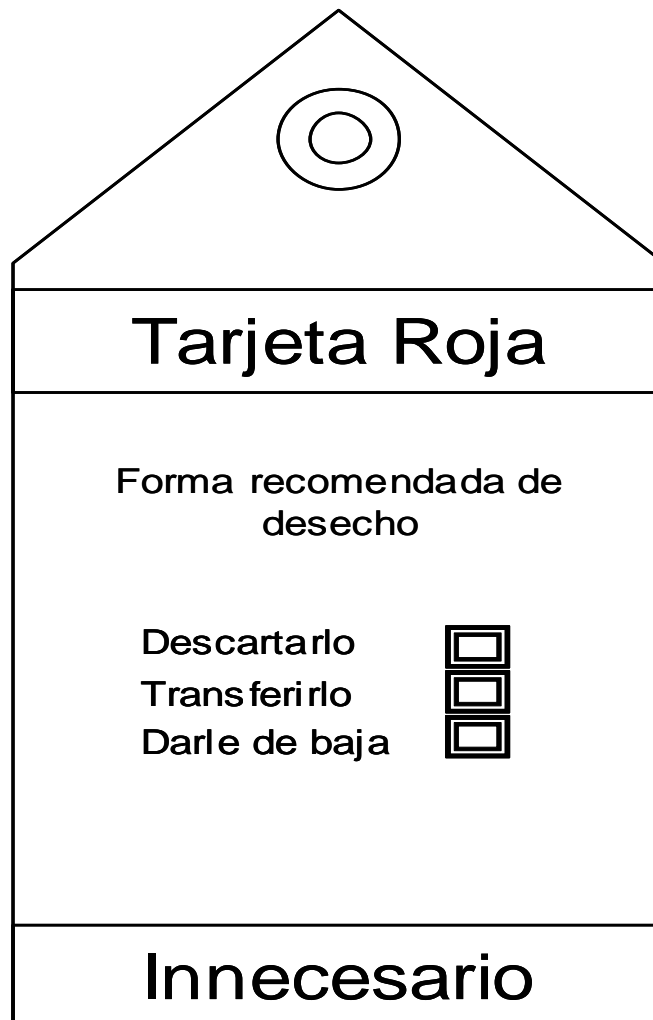 Tarjeta Roja
Forma recomendada de
desecho
Descartarlo
Transferirlo
Darle de baja
Innecesario